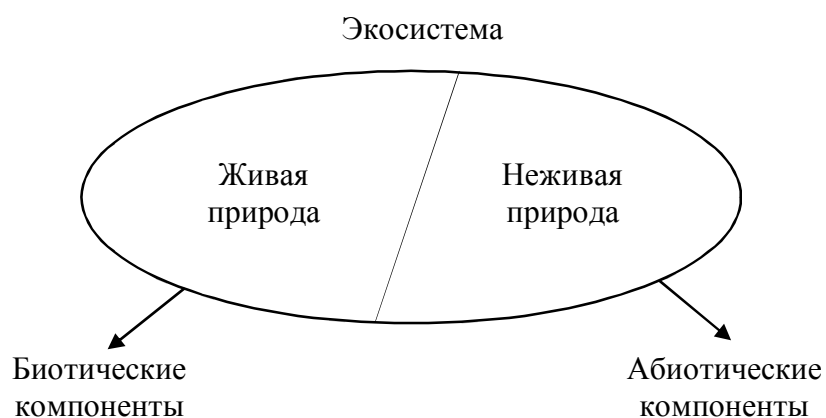 Экосистема
Живая
природа
Неживая
природа
Биотические
компоненты
Абиотические
компоненты